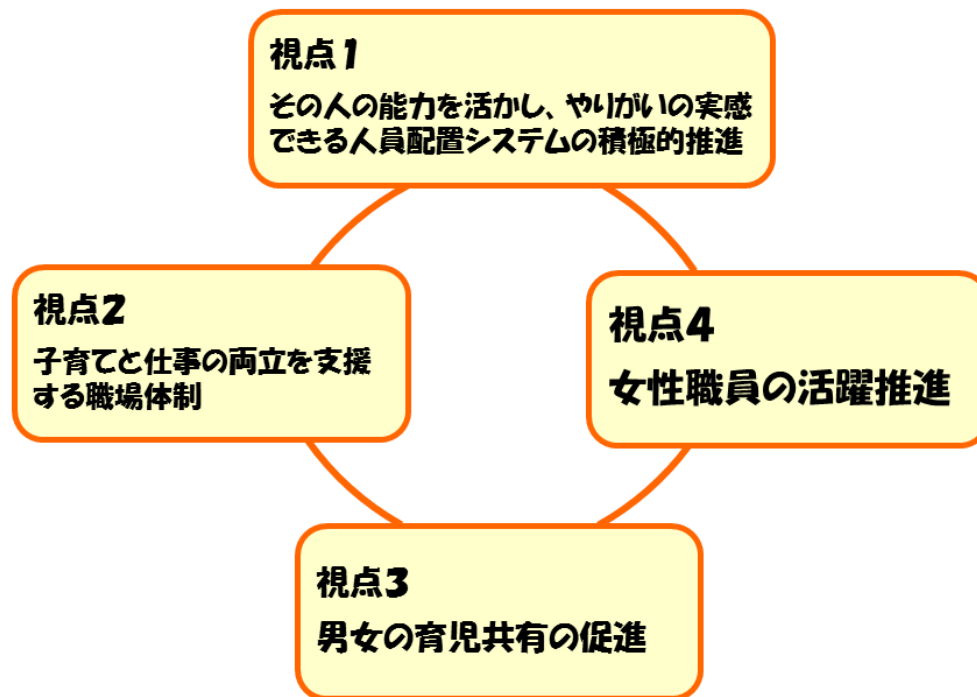 視点1
その人の能力を活かし、やりがいの実感
できる人員配置システムの積極的推進
視点2
子育てと仕事の両立を支援
する職場体制
視点3
男女の育児共有の促進
視点4
女性職員の活躍推進